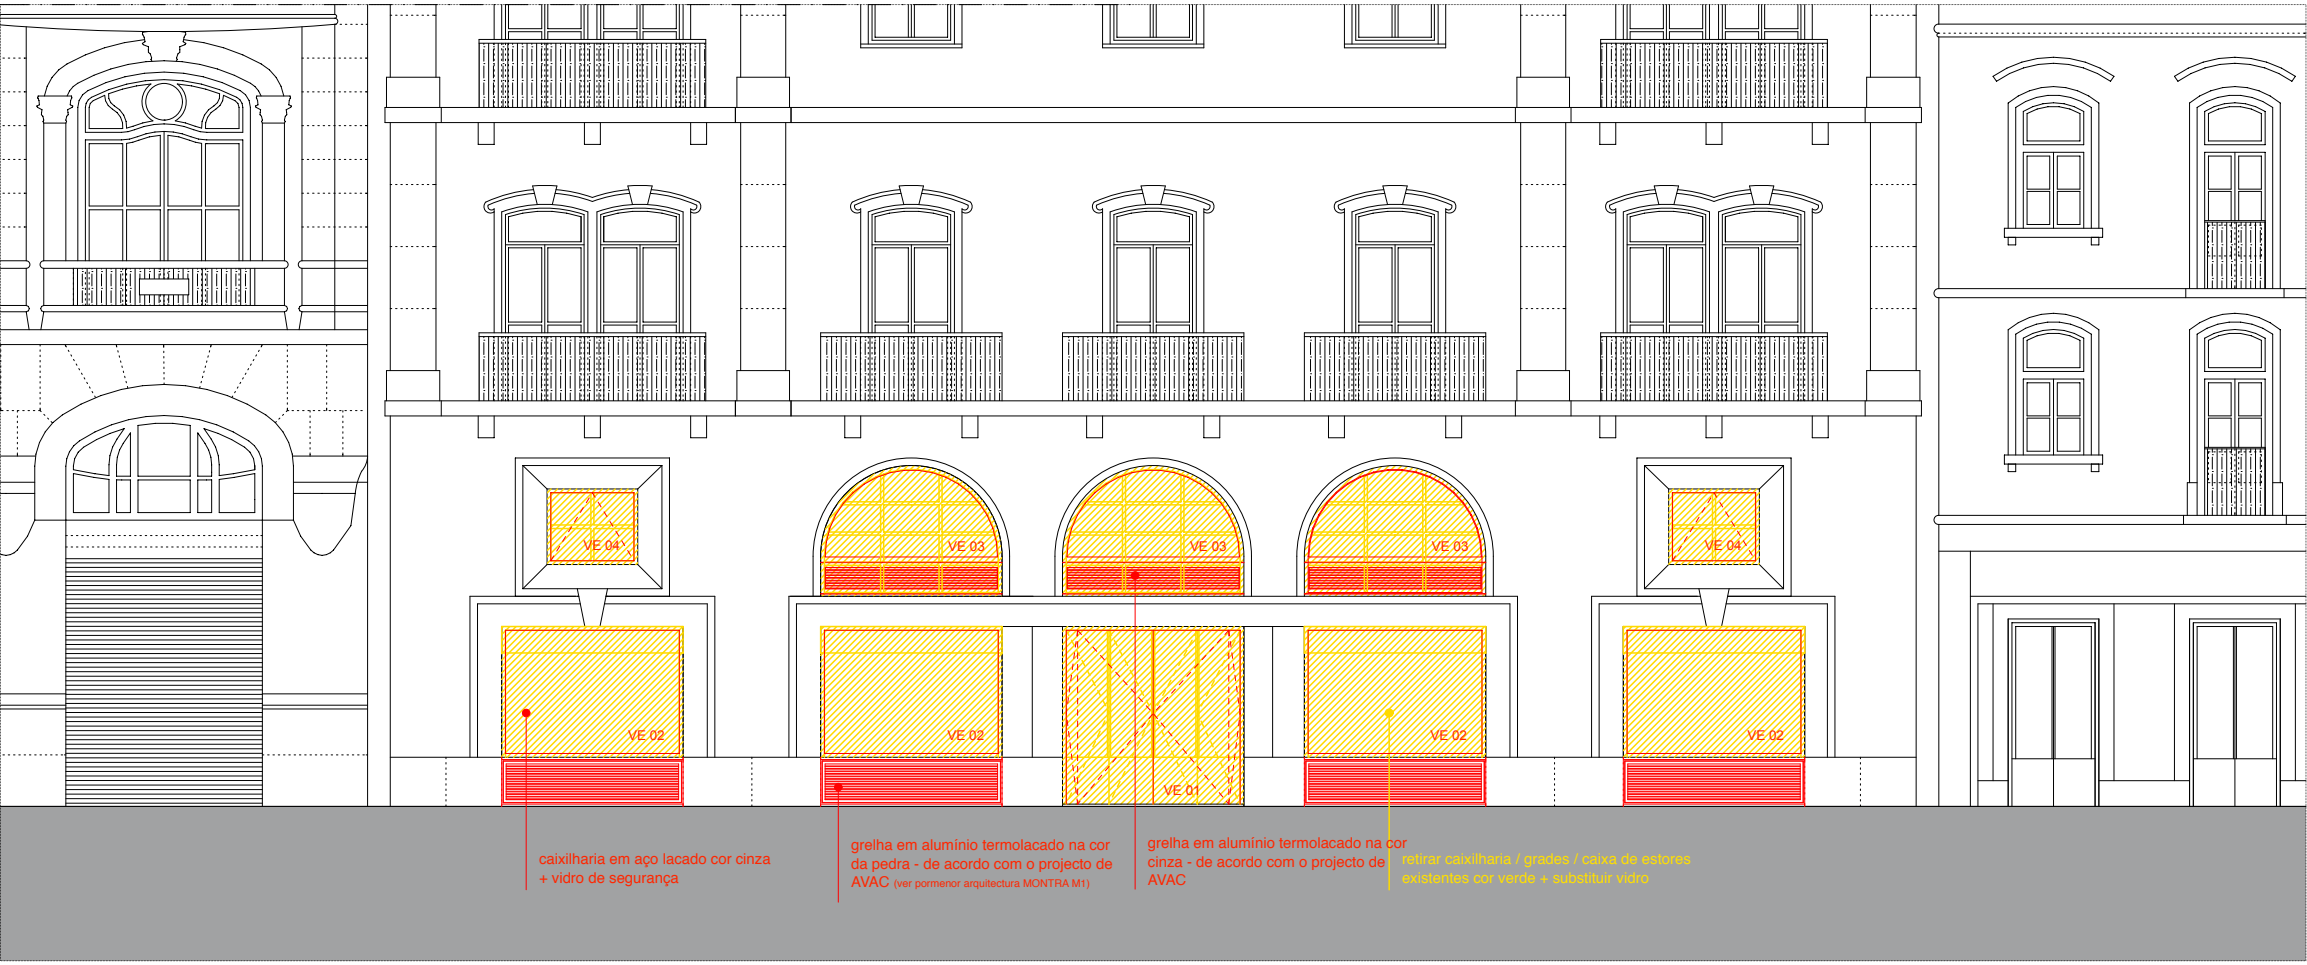 VE 04
VE 03
VE 03
VE 03
VE 04
VE 02
VE 02
VE 02
VE 02
VE 01
caixilharia em aço lacado cor cinza
+ vidro de segurança
grelha em alumínio termolacado na cor
da pedra - de acordo com o projecto de
AVAC (ver pormenor arquitectura MONTRA M1)
grelha em alumínio termolacado na cor
cinza - de acordo com o projecto de
AVAC
retirar caixilharia / grades / caixa de estores
existentes cor verde + substituir vidro